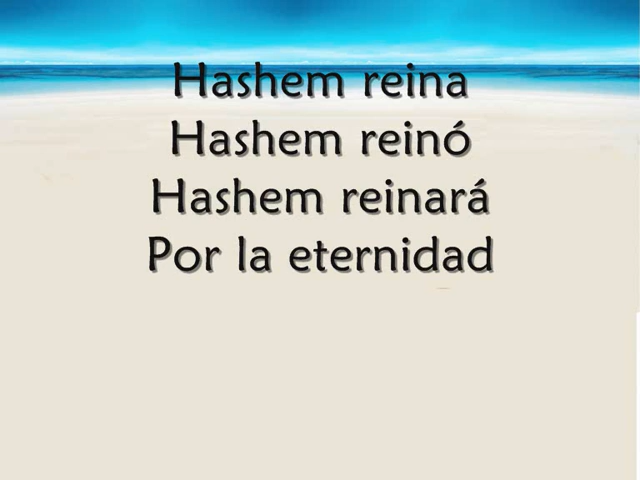 Hashem reina
Hashem reinó
Hashem reinará
Por la eternidad